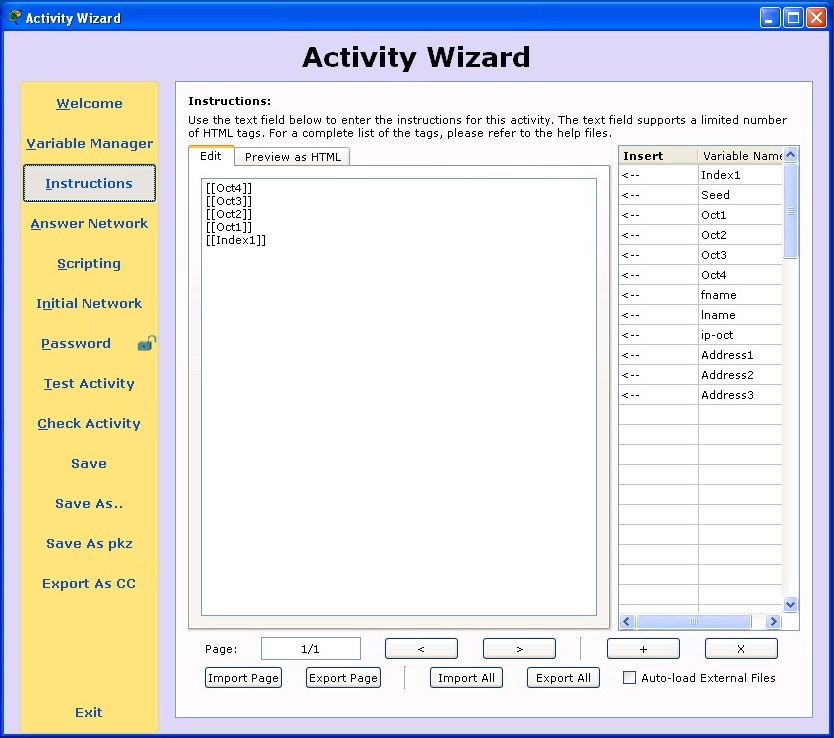 Activity Wizard
Activity Wizard
Welcome
Variable Manager
Instructions
Answer Network
Scripting
Initial Network
Password
Test Activity
Check Activity
Save
Save As..
Save As pkz
Export As CC
Exit
Instructions:
Use the text field below to enter the instructions for this activity. The text field supports a limited number
of HTML tags. For a complete list of the tags, please refer to the help files.
Edit Preview as HTML
[[Oct4]]
[[Oct3]]
[[Oct2]]
[[Oct1]]
[[Index1]]
Insert Variable Name
<-- Index1
<-- Seed
<-- Oct1
<-- Oct2
<-- Oct3
<-- Oct4
<-- fname
<-- lname
<-- ip-oct
<-- Address1
<-- Address2
<-- Address3
Page: 1/1 < > + X
Import Page Export Page Import All Export All Auto-load External Files